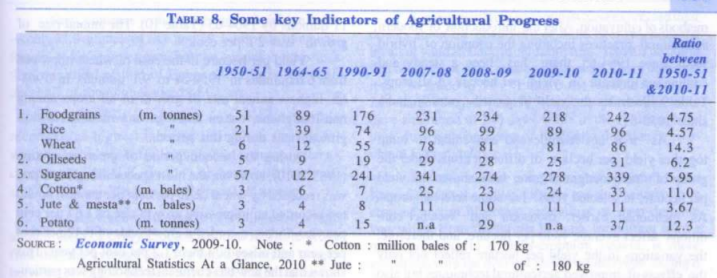 TABLE 8. Some key Indicators of Agricultural Progress
Ratio
between
1950-51 1964-65 1990-91 2007-08 2008-09 2009-10 2010-11 1950-51
&2010-11
1. Foodgrains (m. tonnes) 51 89 176 231 234 218 242 4.75
Rice " 21 39 74 96 99 89 96 4.57
Wheat " 6 12 55 78 81 81 86 14.3
2. Oilseeds 5 9 19 29 28 25 31 6.2
3. Sugarcane 57 122 241 341 274 278 339 5.95
4. Cotton* (m. bales) 3 6 7 25 23 24 33 11.0
5. Jute & mesta** (m. bales) 3 4 8 11 10 11 11 3.67
6. Potato (m. tonnes) 3 4 15 n.a 29 n.a 37 12.3
SOURCE : Economic Survey, 2009-10. Note : * Cotton : million bales of : 170 kg
Agricultural Statistics At a Glance, 2010 ** Jute : " " of : 180 kg